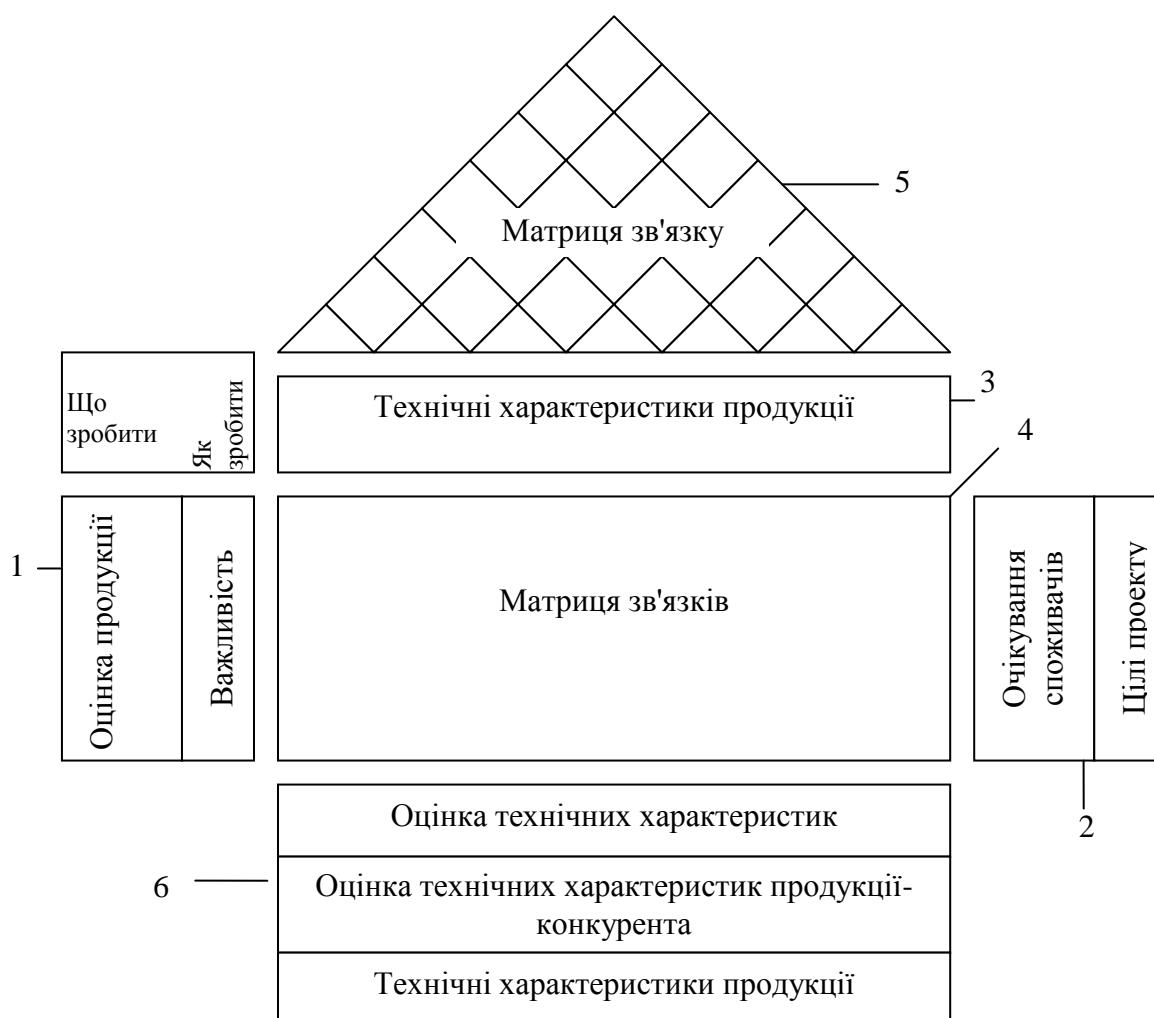 5
Матриця зв'язку
3
Що
зробити
Як
зробити
Технічні характеристики продукції
4
1
Оцінка продукції
Важливість
Матриця зв'язків
Очікування
споживачів
Цілі проекту
2
Оцінка технічних характеристик
6
Оцінка технічних характеристик продукції-
конкурента
Технічні характеристики продукції